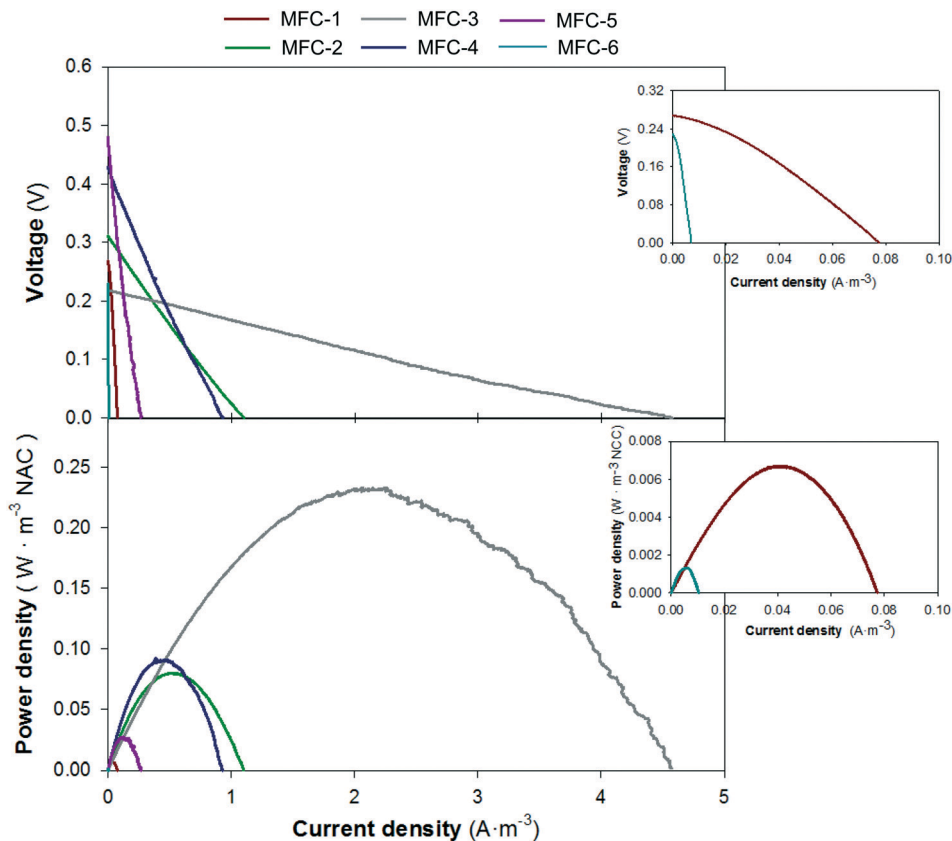 MFC-1 MFC-3 MFC-5
MFC-2 MFC-4 MFC-6
0.6
0.5
0.4
0.3
0.2
0.1
0.0
Voltage (V)
0.32
0.24
0.16
0.08
0.00
Voltage (V)
0.00 0.02 0.04 0.06 0.08 0.10
Current density (A·m-3)
0.25
0.20
0.15
0.10
0.05
0.00
Power density ( W · m-3 NAC )
0 1 2 3 4 5
Current density (A·m-3)
0.008
0.006
0.004
0.002
0.000
Power density (W · m-3 NCC)
0.00 0.02 0.04 0.06 0.08 0.10
Current density (A·m-3)